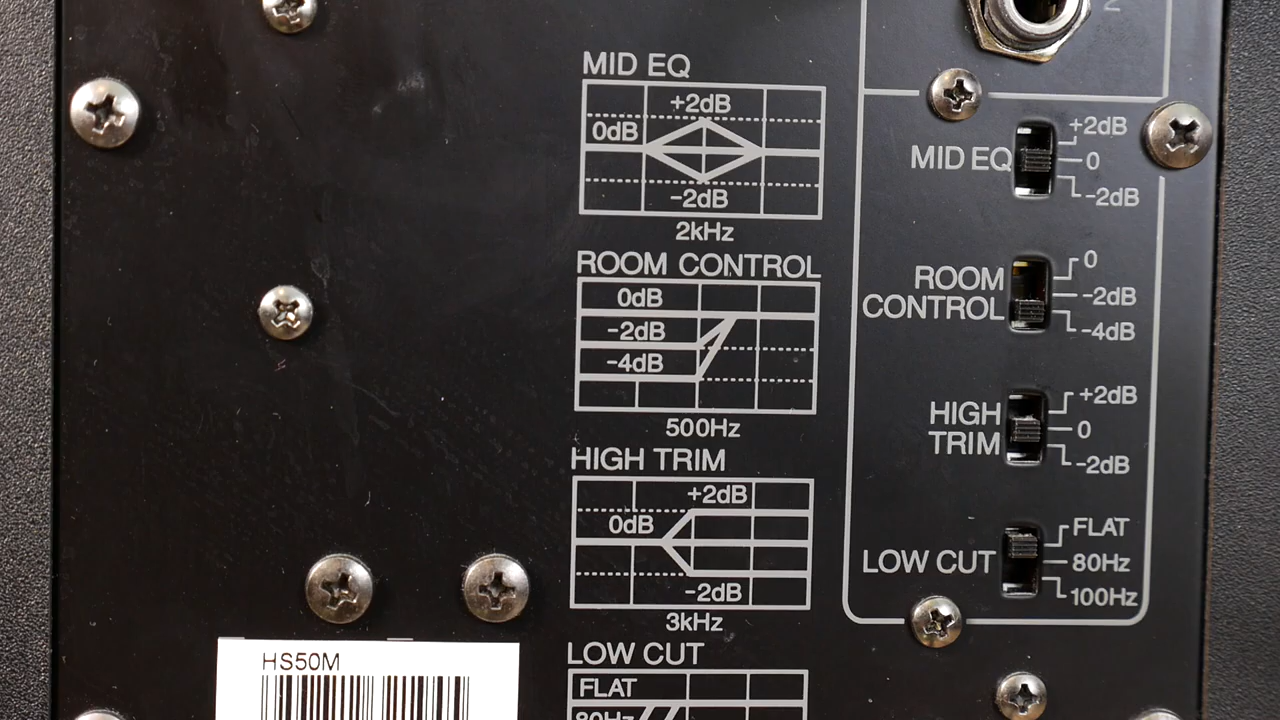 2
MID EQ
+2dB
0dB
-2dB
2kHz
MID EQ
+2dB
0
-2dB
ROOM CONTROL
0dB
-2dB
-4dB
500Hz
ROOM
CONTROL
0
-2dB
-4dB
HIGH TRIM
+2dB
0dB
-2dB
3kHz
HIGH
TRIM
+2dB
0
-2dB
LOW CUT
FLAT
80Hz
LOW CUT
FLAT
80Hz
100Hz
HS50M